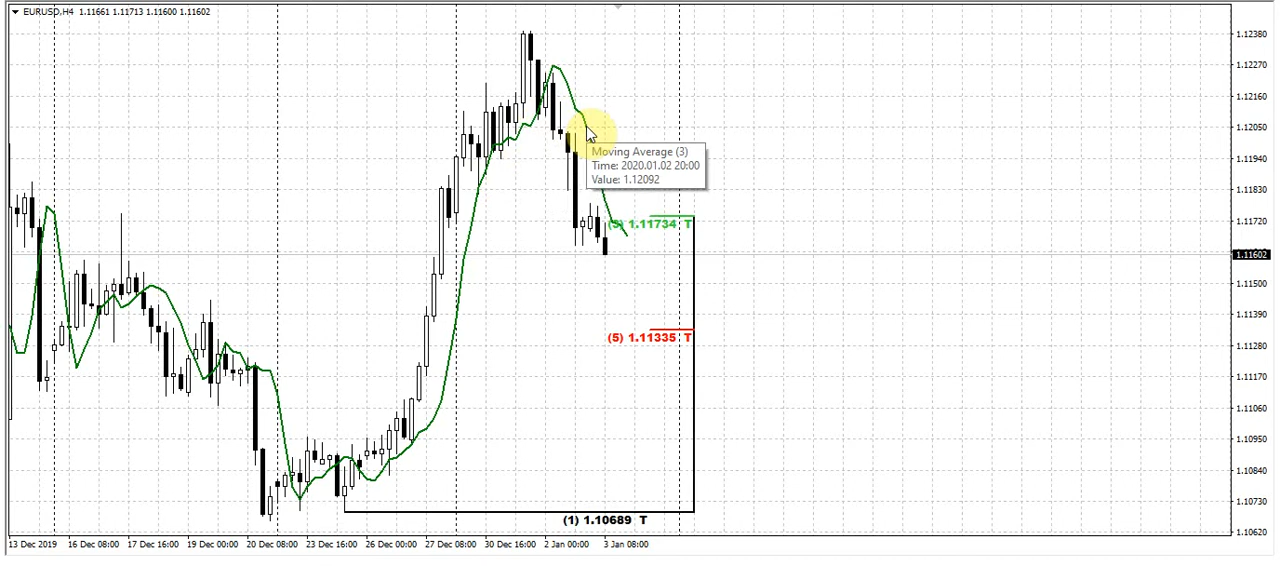 EURUSD,H4 1.11661 1.11713 1.11600 1.11602
1.12380
1.12270
1.12160
1.12050
Moving Average (3)
Time: 2020.01.02 20:00
Value: 1.12092
1.11940
1.11830
1.11720
(3) 1.11734 T
1.11602
1.11500
1.11390
(5) 1.11335 T
1.11280
1.11170
1.11060
1.10950
1.10840
1.10730
(1) 1.10689 T
1.10620
13 Dec 2019 16 Dec 08:00 17 Dec 16:00 19 Dec 00:00 20 Dec 08:00 23 Dec 16:00 26 Dec 00:00 27 Dec 08:00 30 Dec 16:00 2 Jan 00:00 3 Jan 08:00